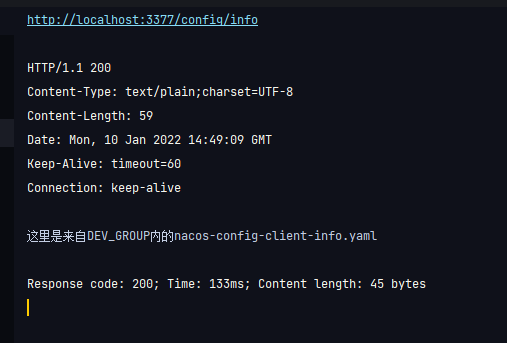 http://localhost:3377/config/info
HTTP/1.1 200
Content-Type: text/plain;charset=UTF-8
Content-Length: 59
Date: Mon, 10 Jan 2022 14:49:09 GMT
Keep-Alive: timeout=60
Connection: keep-alive
这里是来自DEV_GROUP内的nacos-config-client-info.yaml
Response code: 200; Time: 133ms; Content length: 45 bytes